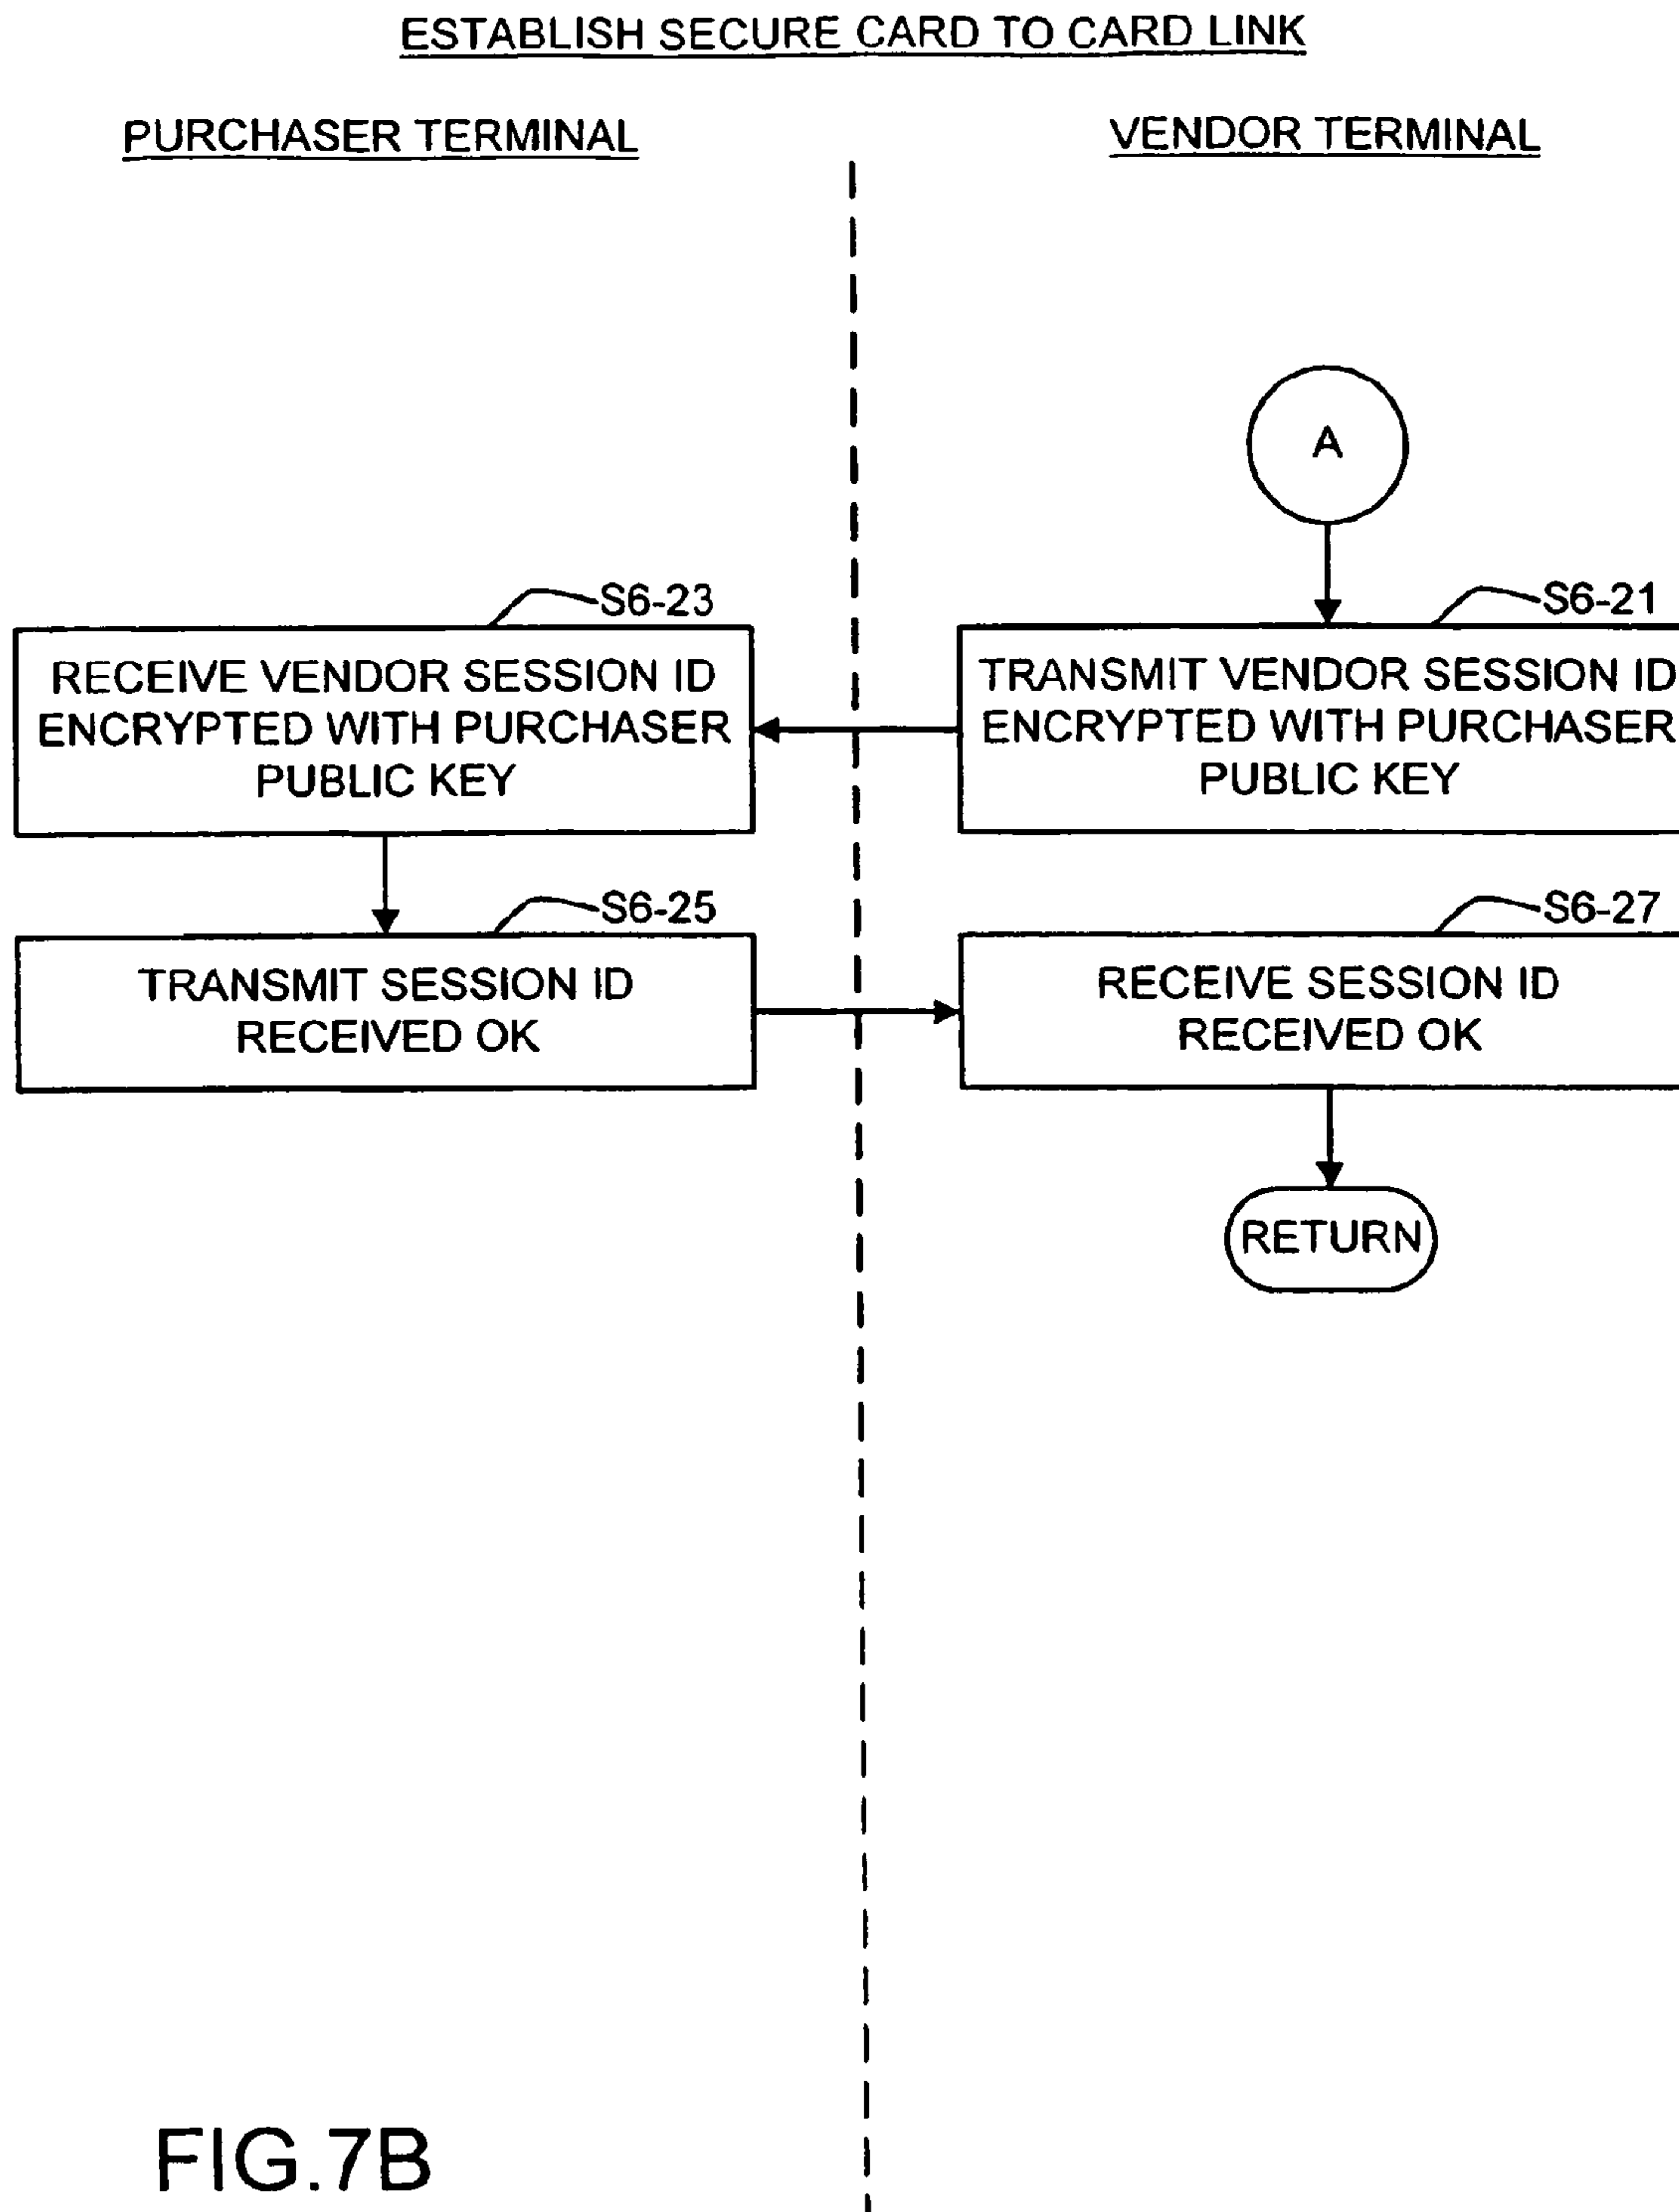 ESTABLISH SECURE CARD TO CARD LINK
PURCHASER TERMINAL
VENDOR TERMINAL
A
S6-23
S6-21
RECEIVE VENDOR SESSION ID
ENCRYPTED WITH PURCHASER
PUBLIC KEY
TRANSMIT VENDOR SESSION ID
ENCRYPTED WITH PURCHASER
PUBLIC KEY
S6-25
S6-27
TRANSMIT SESSION ID
RECEIVED OK
RECEIVE SESSION ID
RECEIVED OK
RETURN
FIG.7B